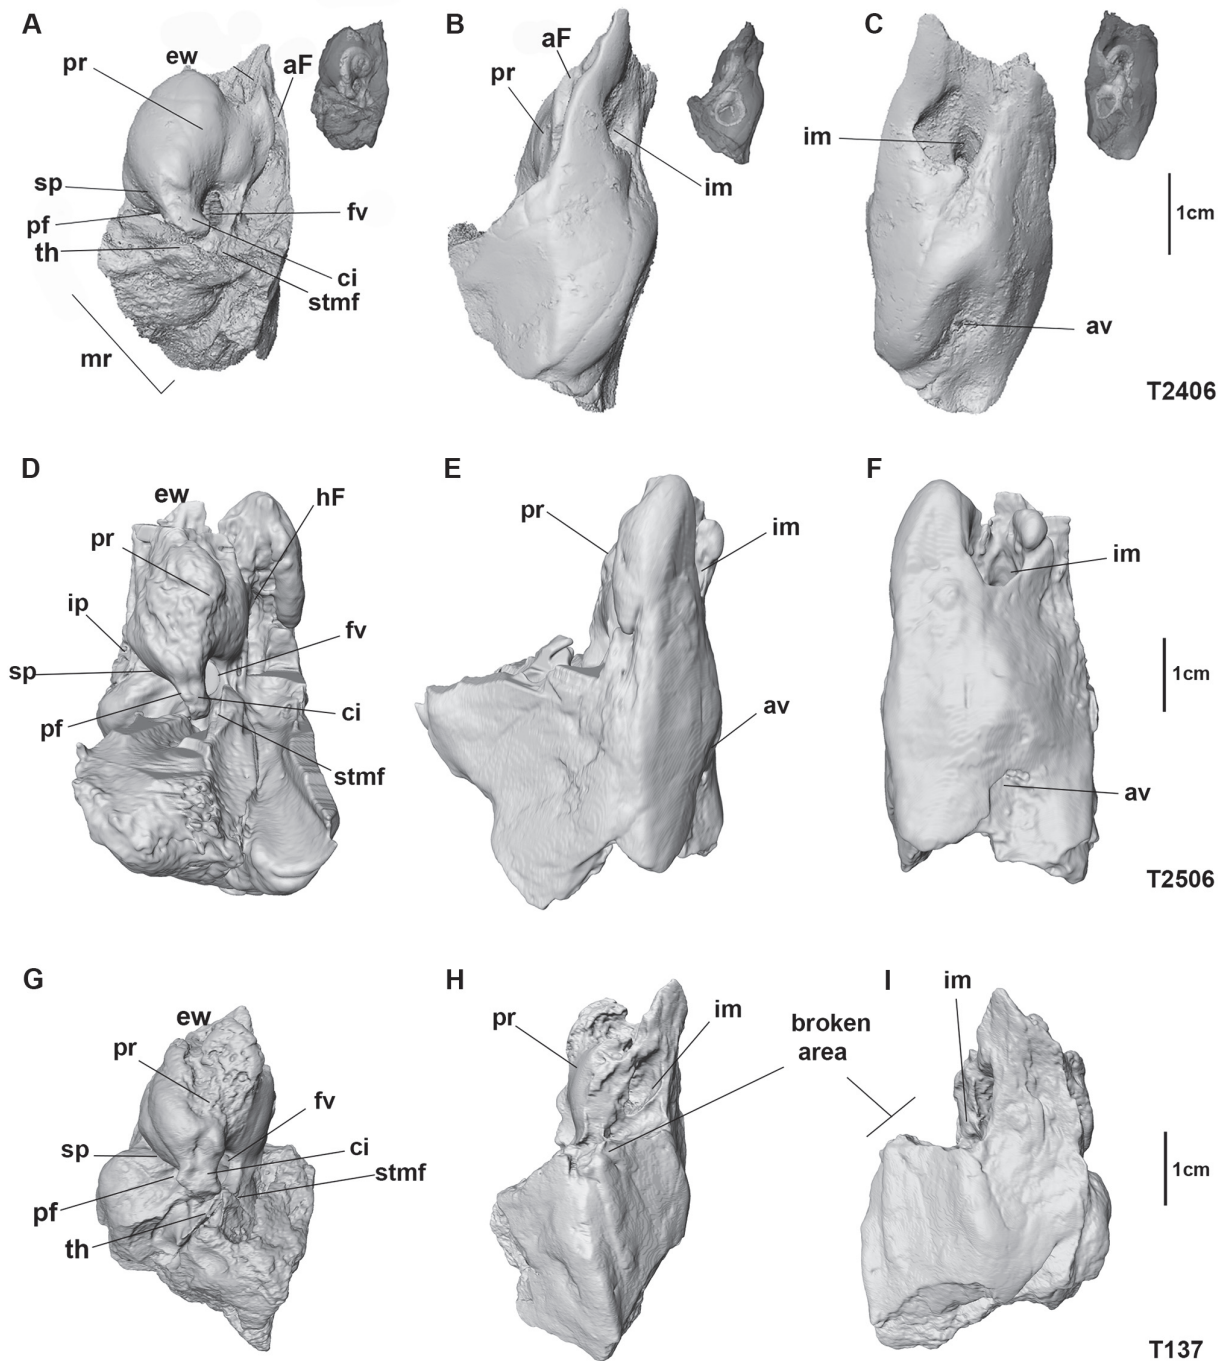 A
ew
pr
aF
sp
pf
fv
th
ci
stmf
mr
B
aF
pr
im
C
im
1cm
av
T2406
D
ew
hF
pr
ip
fv
sp
ci
pf
stmf
E
pr
im
av
F
im
1cm
av
T2506
G
ew
pr
fv
sp
ci
stmf
pf
th
H
pr
im
broken
area
I
im
1cm
T137